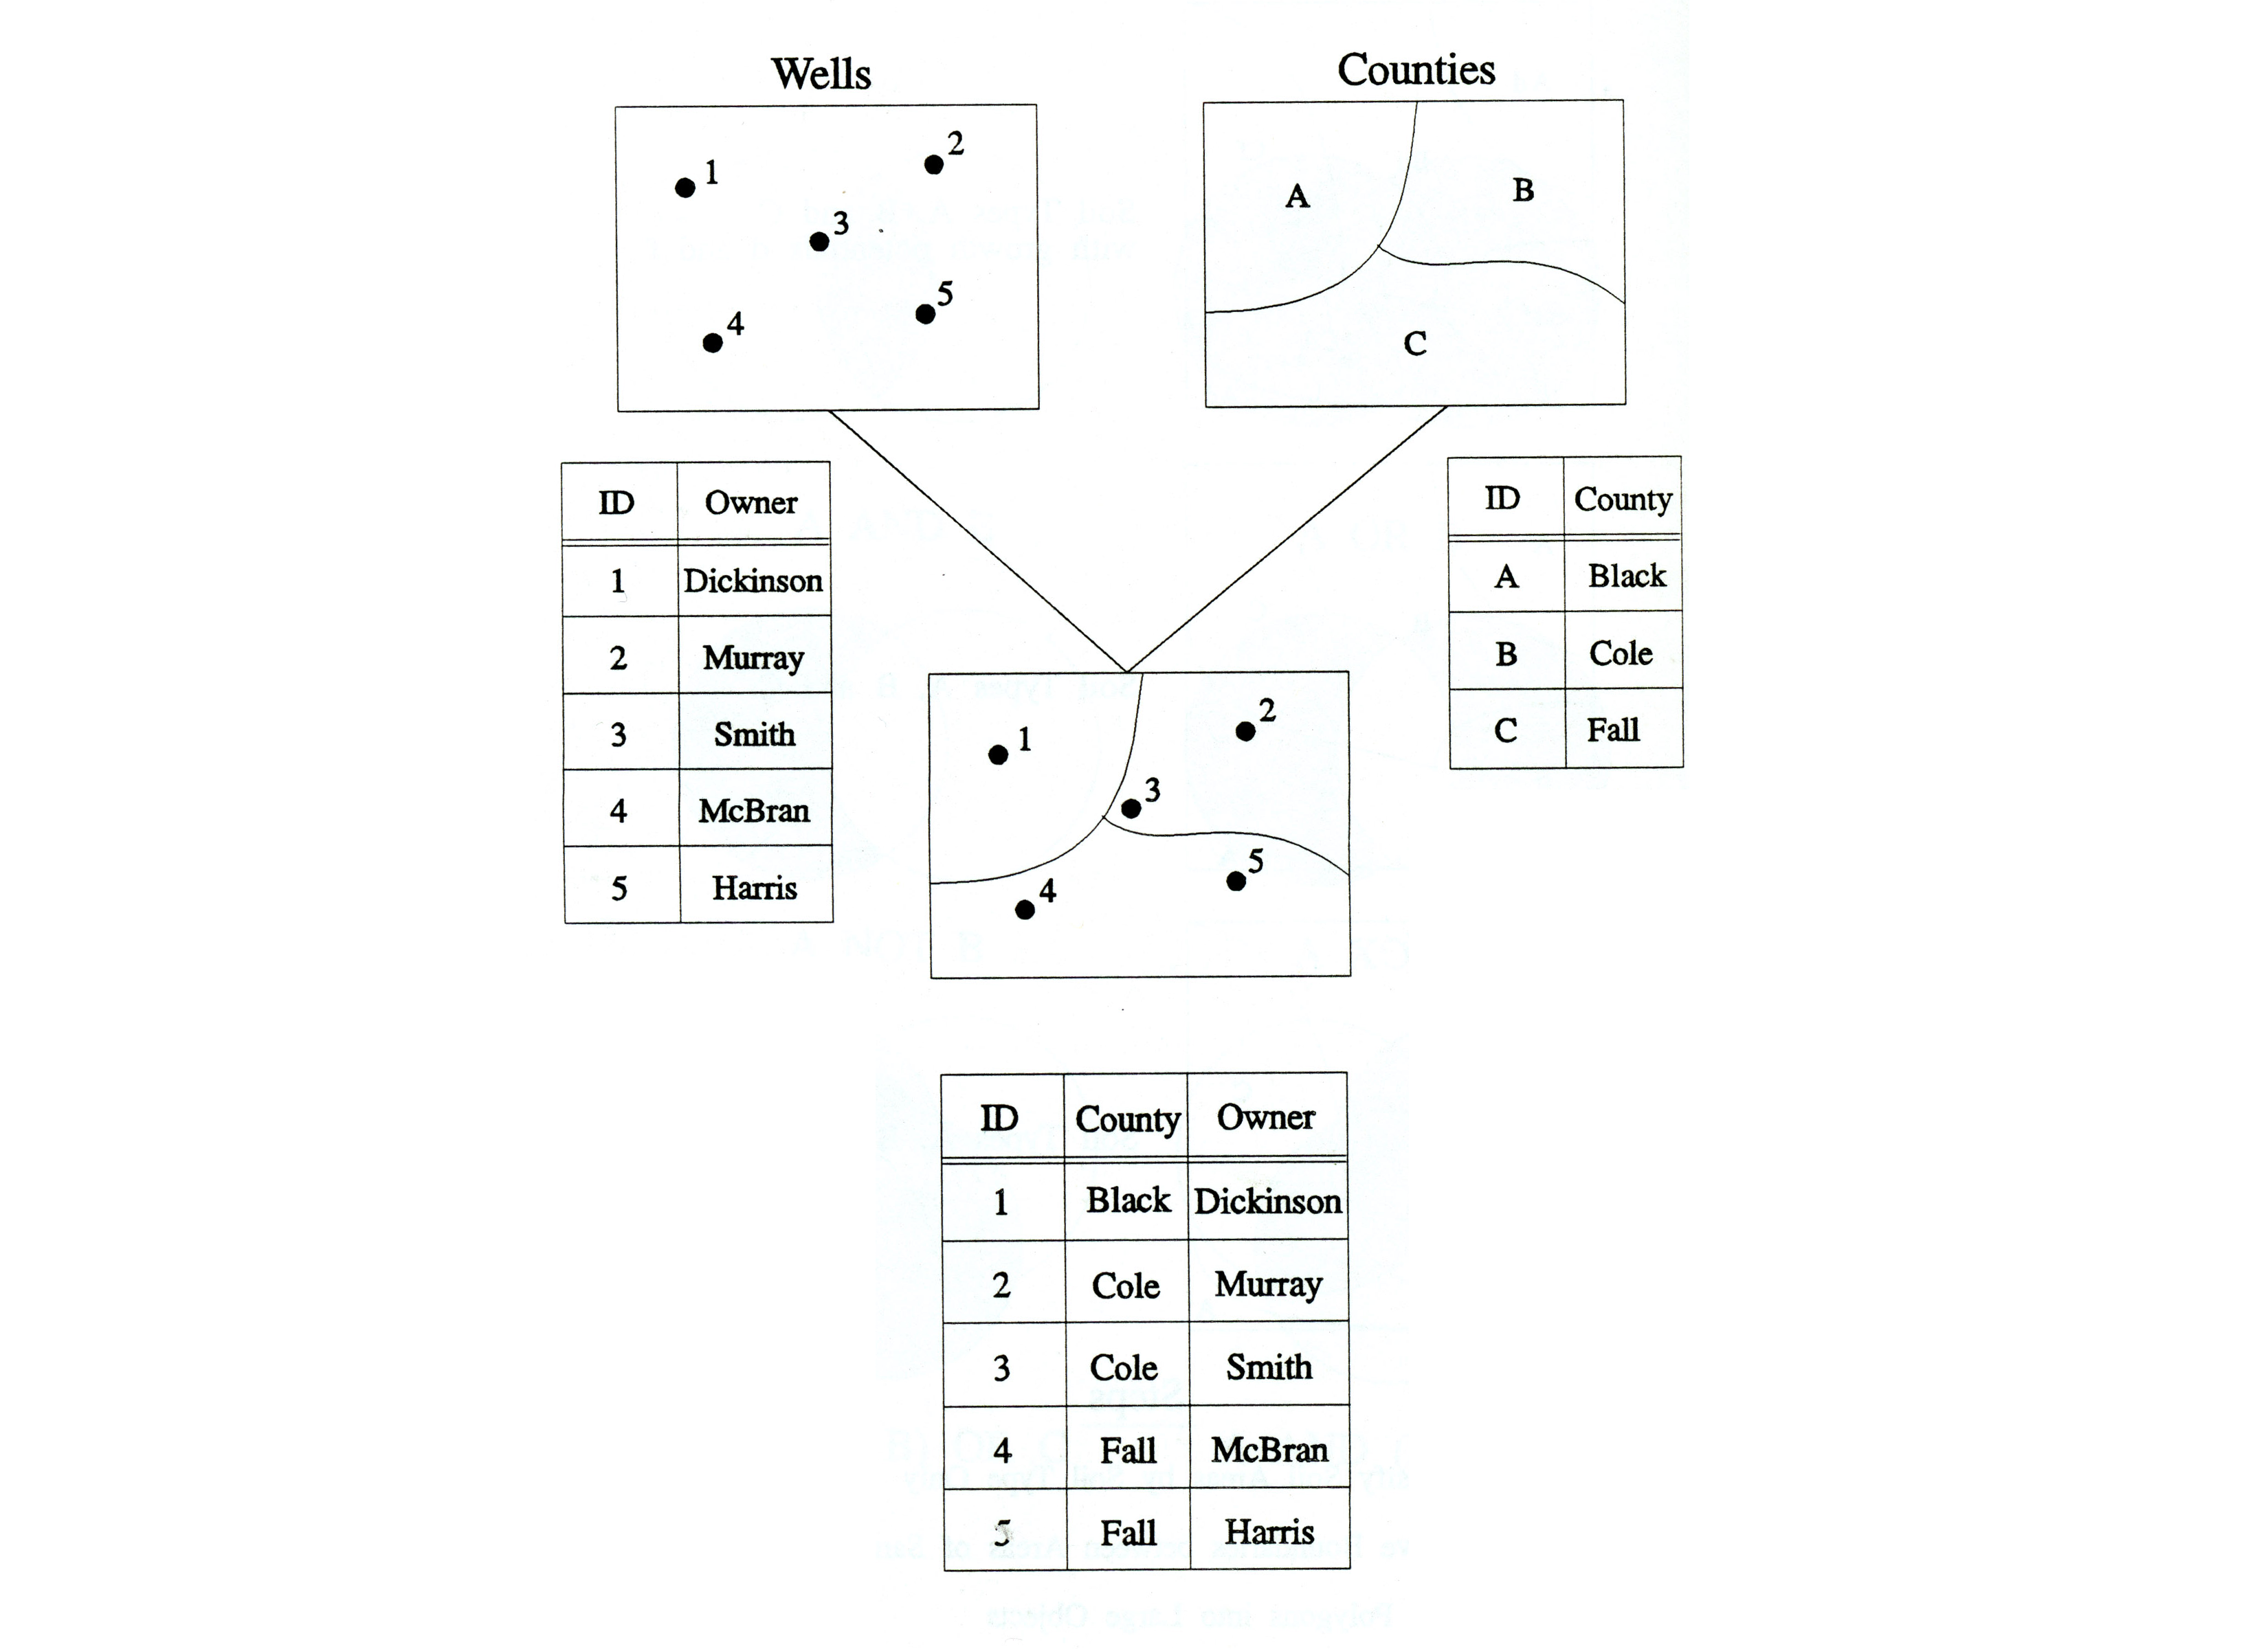 Wells
Counties
1
2
3
4
5
A
B
C
ID Owner
1 Dickinson
2 Murray
3 Smith
4 McBran
5 Harris
ID County
A Black
B Cole
C Fall
1
2
3
4
5
ID County Owner
1 Black Dickinson
2 Cole Murray
3 Cole Smith
4 Fall McBran
5 Fall Harris